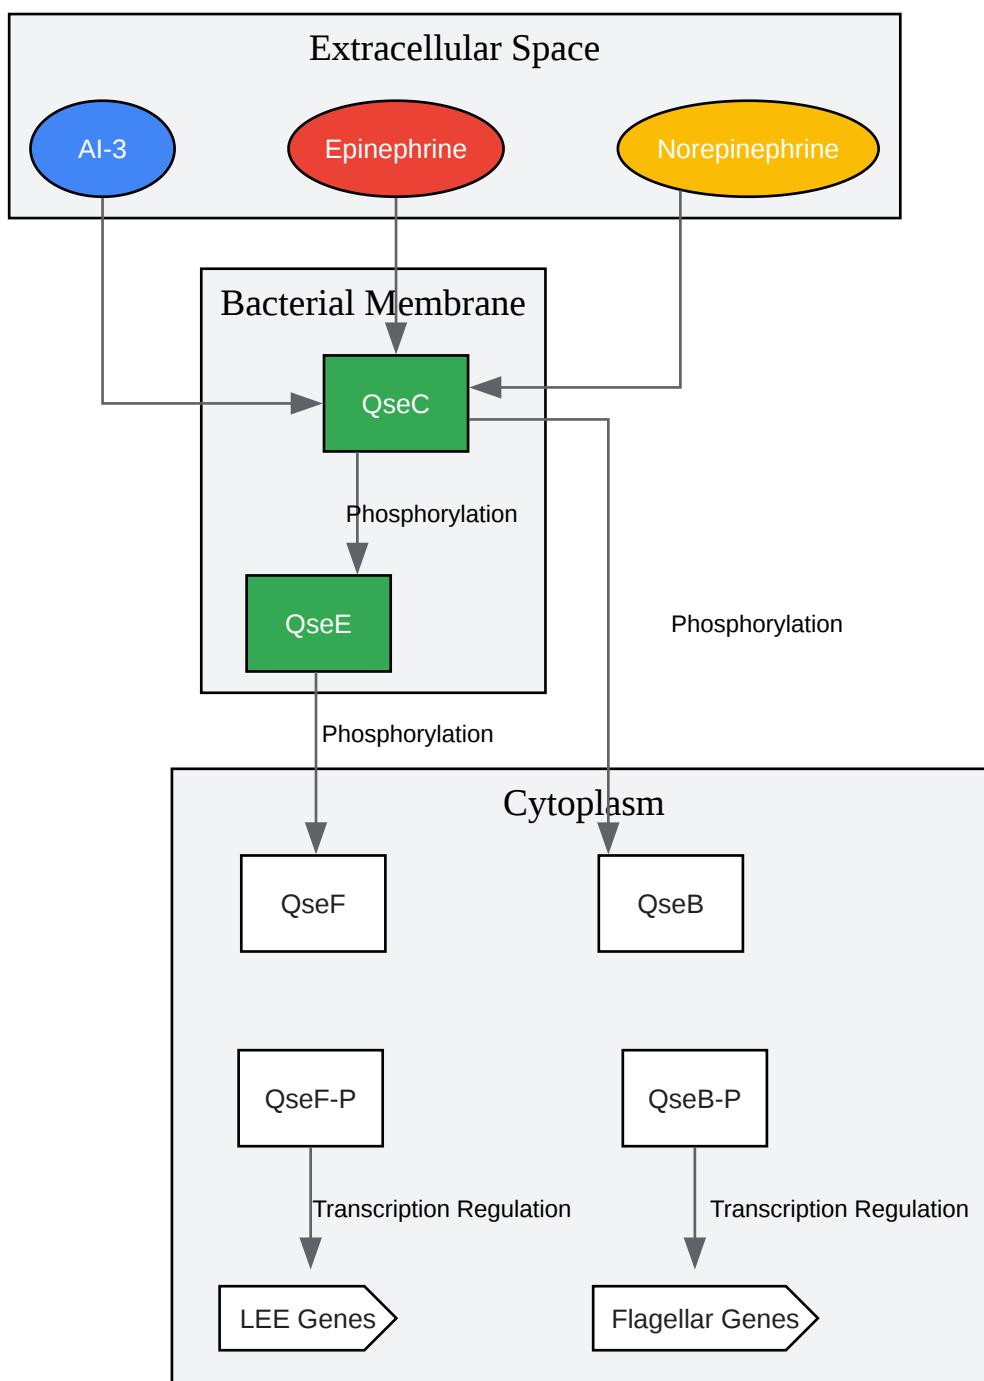 Extracellular Space
AI-3
Epinephrine
Norepinephrine
Bacterial Membrane
QseC
Phosphorylation
QseE
Phosphorylation
Phosphorylation
Cytoplasm
QseF
QseB
QseF-P
QseB-P
Transcription Regulation
Transcription Regulation
LEE Genes
Flagellar Genes